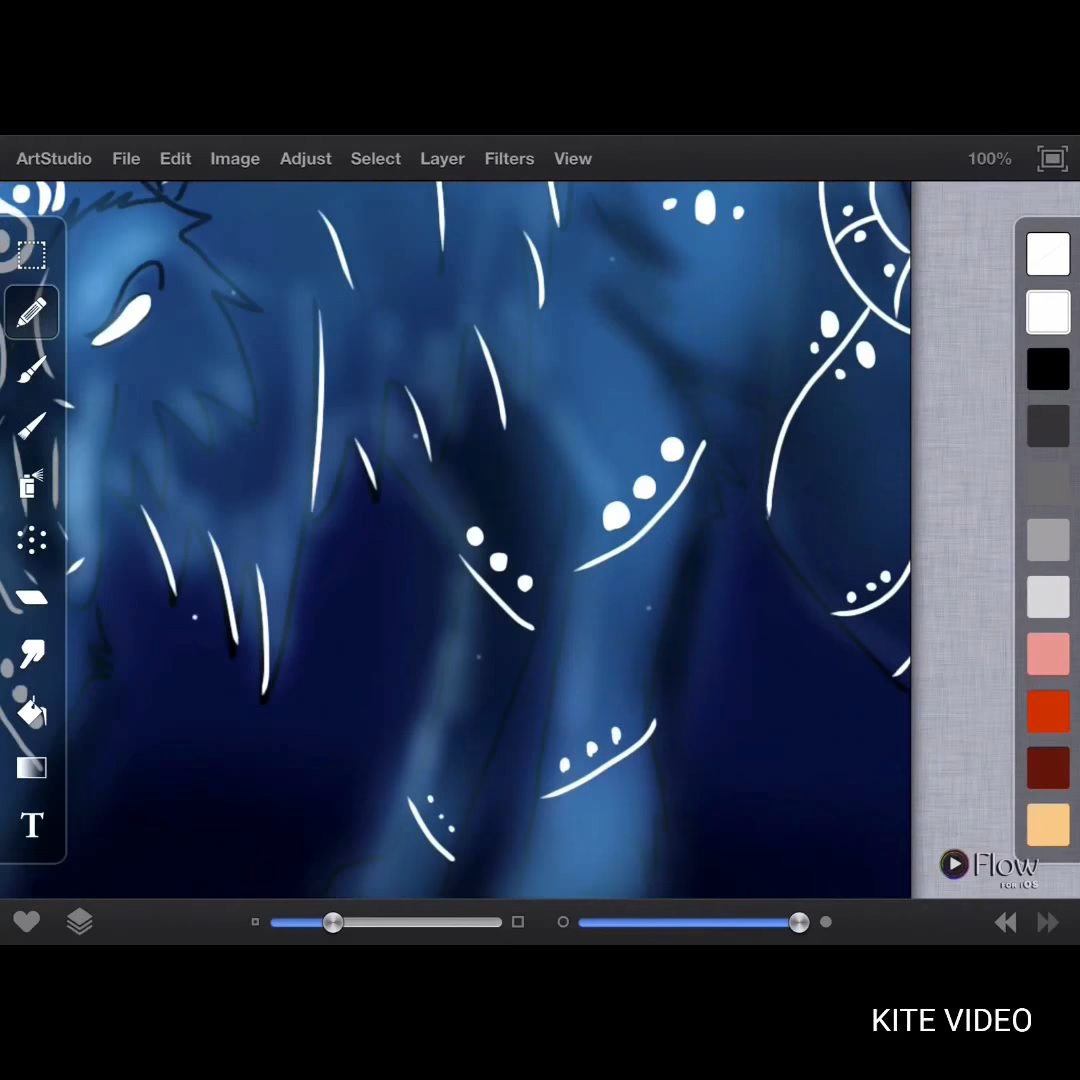 ArtStudio File Edit Image Adjust Select Layer Filters View 100%
T
Flow
FOR iOS
KITE VIDEO